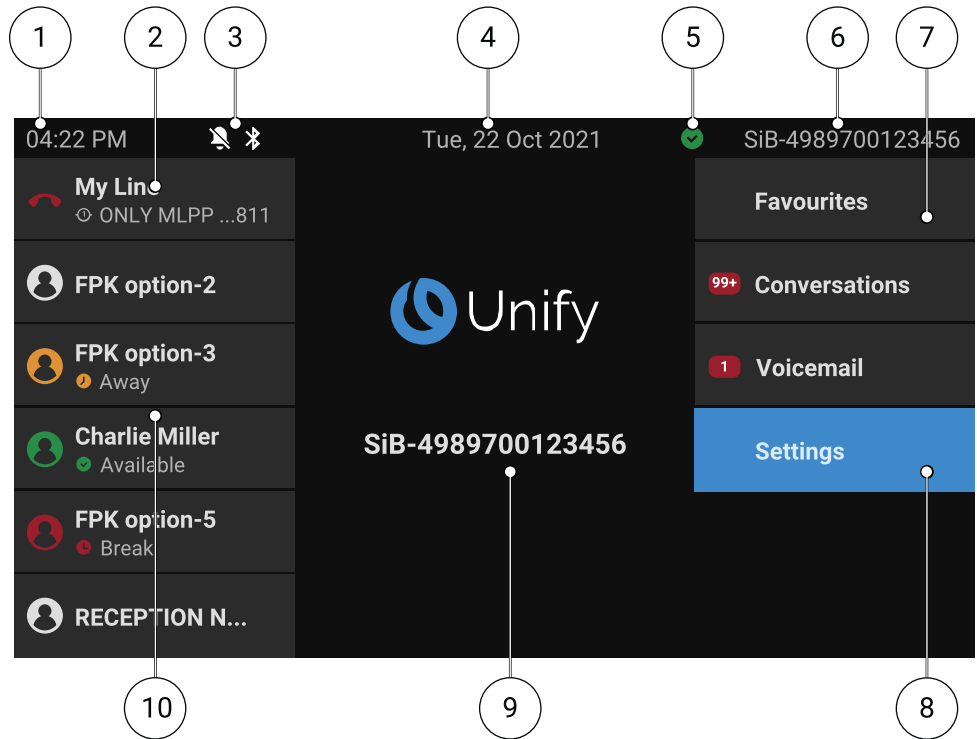 1 2 3 4 5 6 7
04:22 PM Tue, 22 Oct 2021 SiB-4989700123456
My Line
ONLY MLPP ...811
FPK option-2
FPK option-3
Away
Charlie Miller
Available
FPK option-5
Break
RECEPTION N...
Unify
SiB-4989700123456
Favourites
99+ Conversations
1 Voicemail
Settings
10 9 8